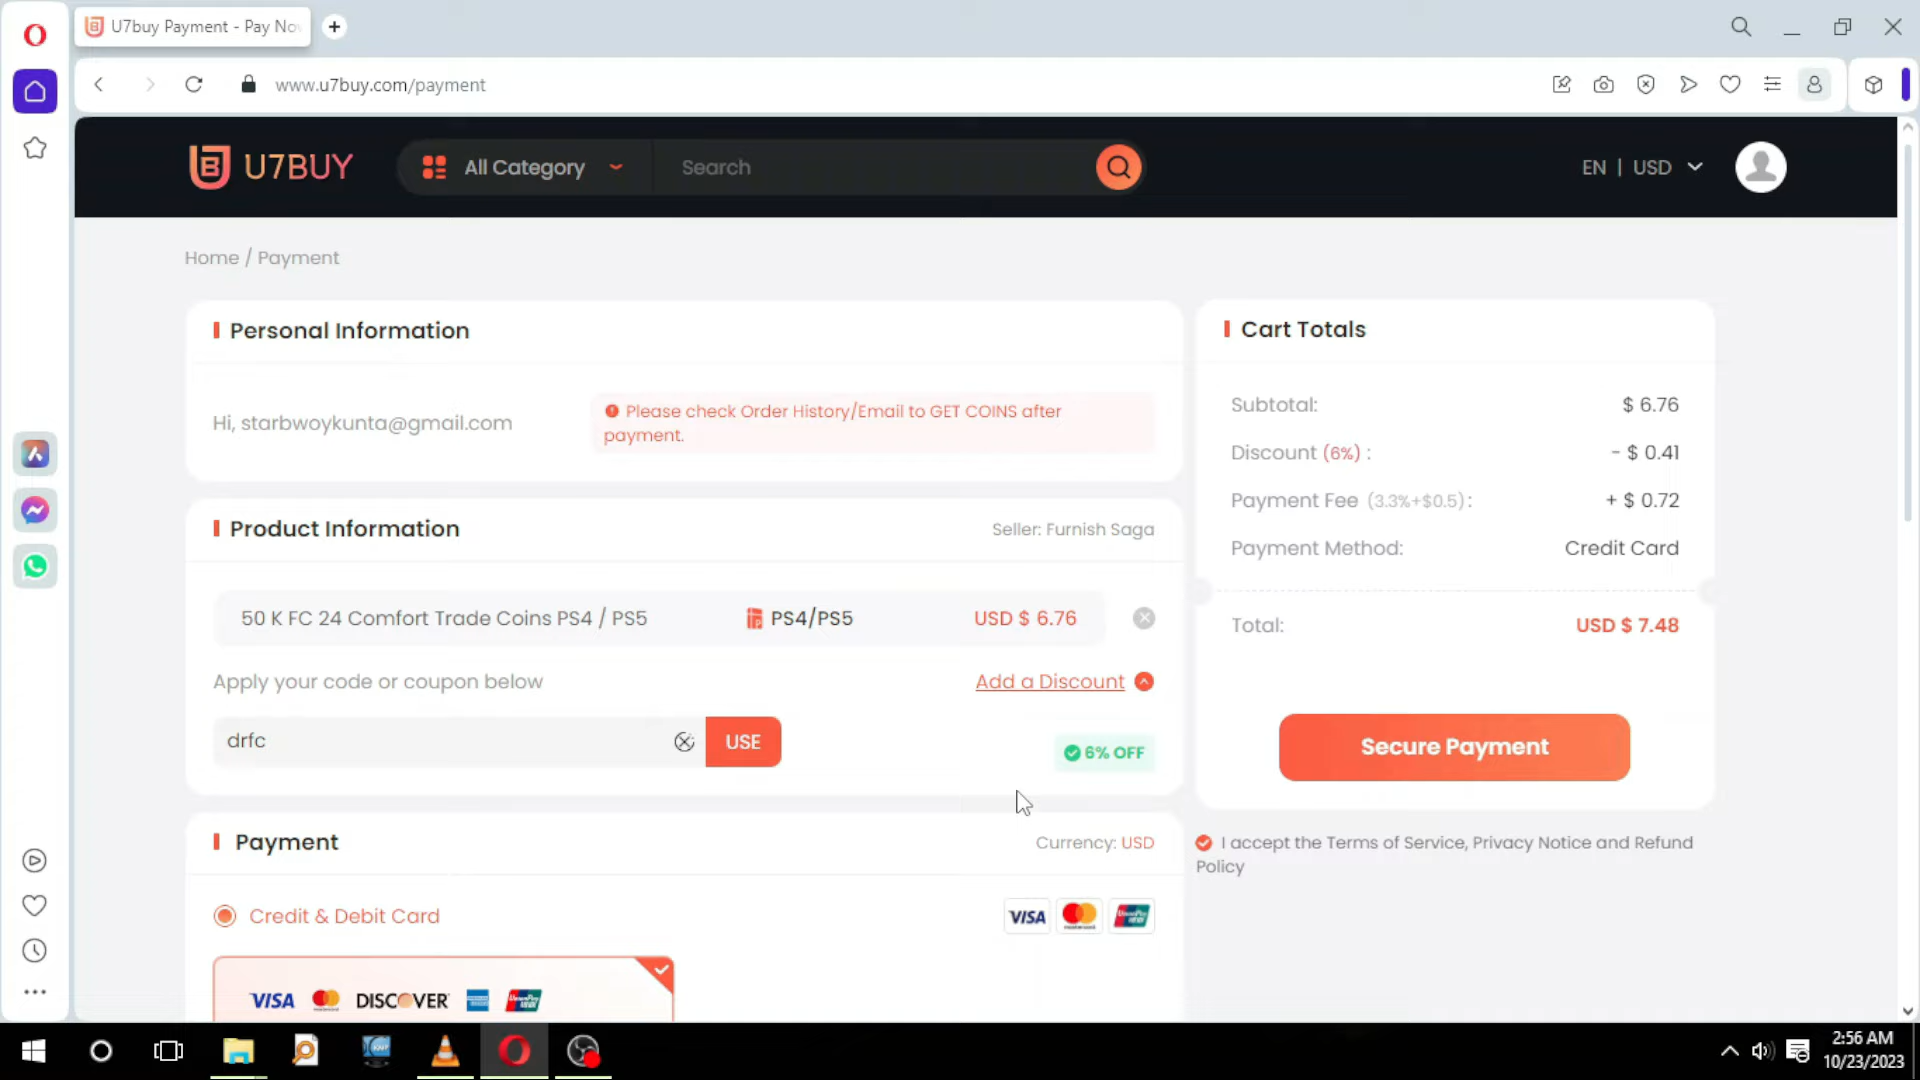 U7buy Payment - Pay Nov
www.u7buy.com/payment
U7BUY
All Category
Search
EN | USD
Home / Payment
Personal Information
Hi, starbwoykunta@gmail.com
Please check Order History/Email to GET COINS after
payment.
Product Information
Seller: Furnish Saga
50 K FC 24 Comfort Trade Coins PS4 / PS5
PS4/PS5
USD $ 6.76
Apply your code or coupon below
Add a Discount
drfc
USE
6% OFF
Payment
Currency: USD
Credit & Debit Card
VISA
mastercard
UnionPay
VISA
DISCOVER
UnionPay
Cart Totals
Subtotal:
$ 6.76
Discount (6%) :
- $ 0.41
Payment Fee (3.3%+$0.5):
+ $ 0.72
Payment Method:
Credit Card
Total:
USD $ 7.48
Secure Payment
I accept the Terms of Service, Privacy Notice and Refund
Policy
2:56 AM
10/23/2023